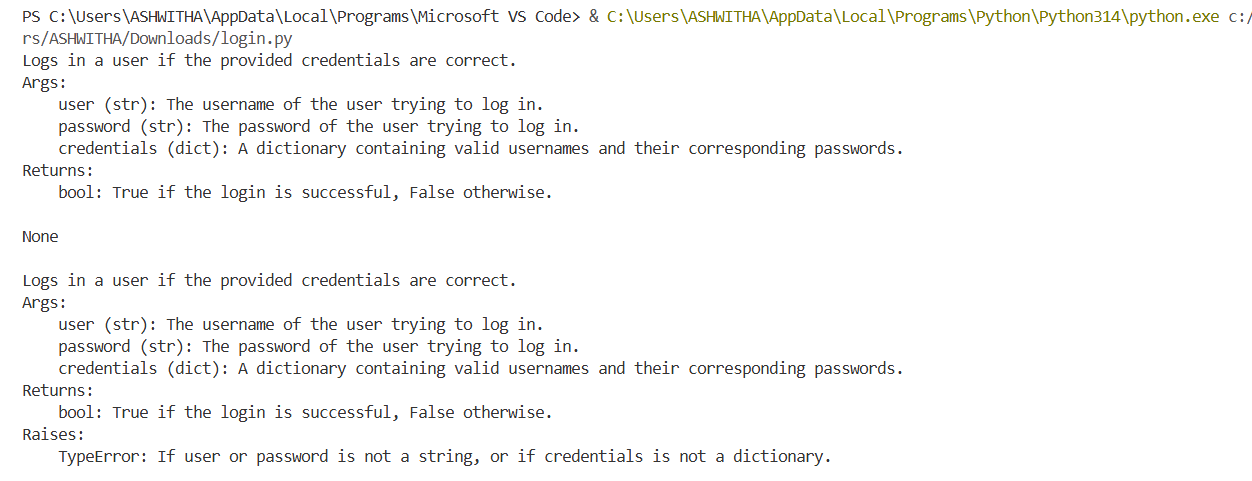 PS C:\Users\ASHWITHA\AppData\Local\Programs\Microsoft VS Code> & C:\Users\ASHWITHA\AppData\Local\Programs\Python\Python314\python.exe c:/
rs/ASHWITHA/Downloads/login.py
Logs in a user if the provided credentials are correct.
Args:
    user (str): The username of the user trying to log in.
    password (str): The password of the user trying to log in.
    credentials (dict): A dictionary containing valid usernames and their corresponding passwords.
Returns:
    bool: True if the login is successful, False otherwise.

None

Logs in a user if the provided credentials are correct.
Args:
    user (str): The username of the user trying to log in.
    password (str): The password of the user trying to log in.
    credentials (dict): A dictionary containing valid usernames and their corresponding passwords.
Returns:
    bool: True if the login is successful, False otherwise.
Raises:
    TypeError: If user or password is not a string, or if credentials is not a dictionary.